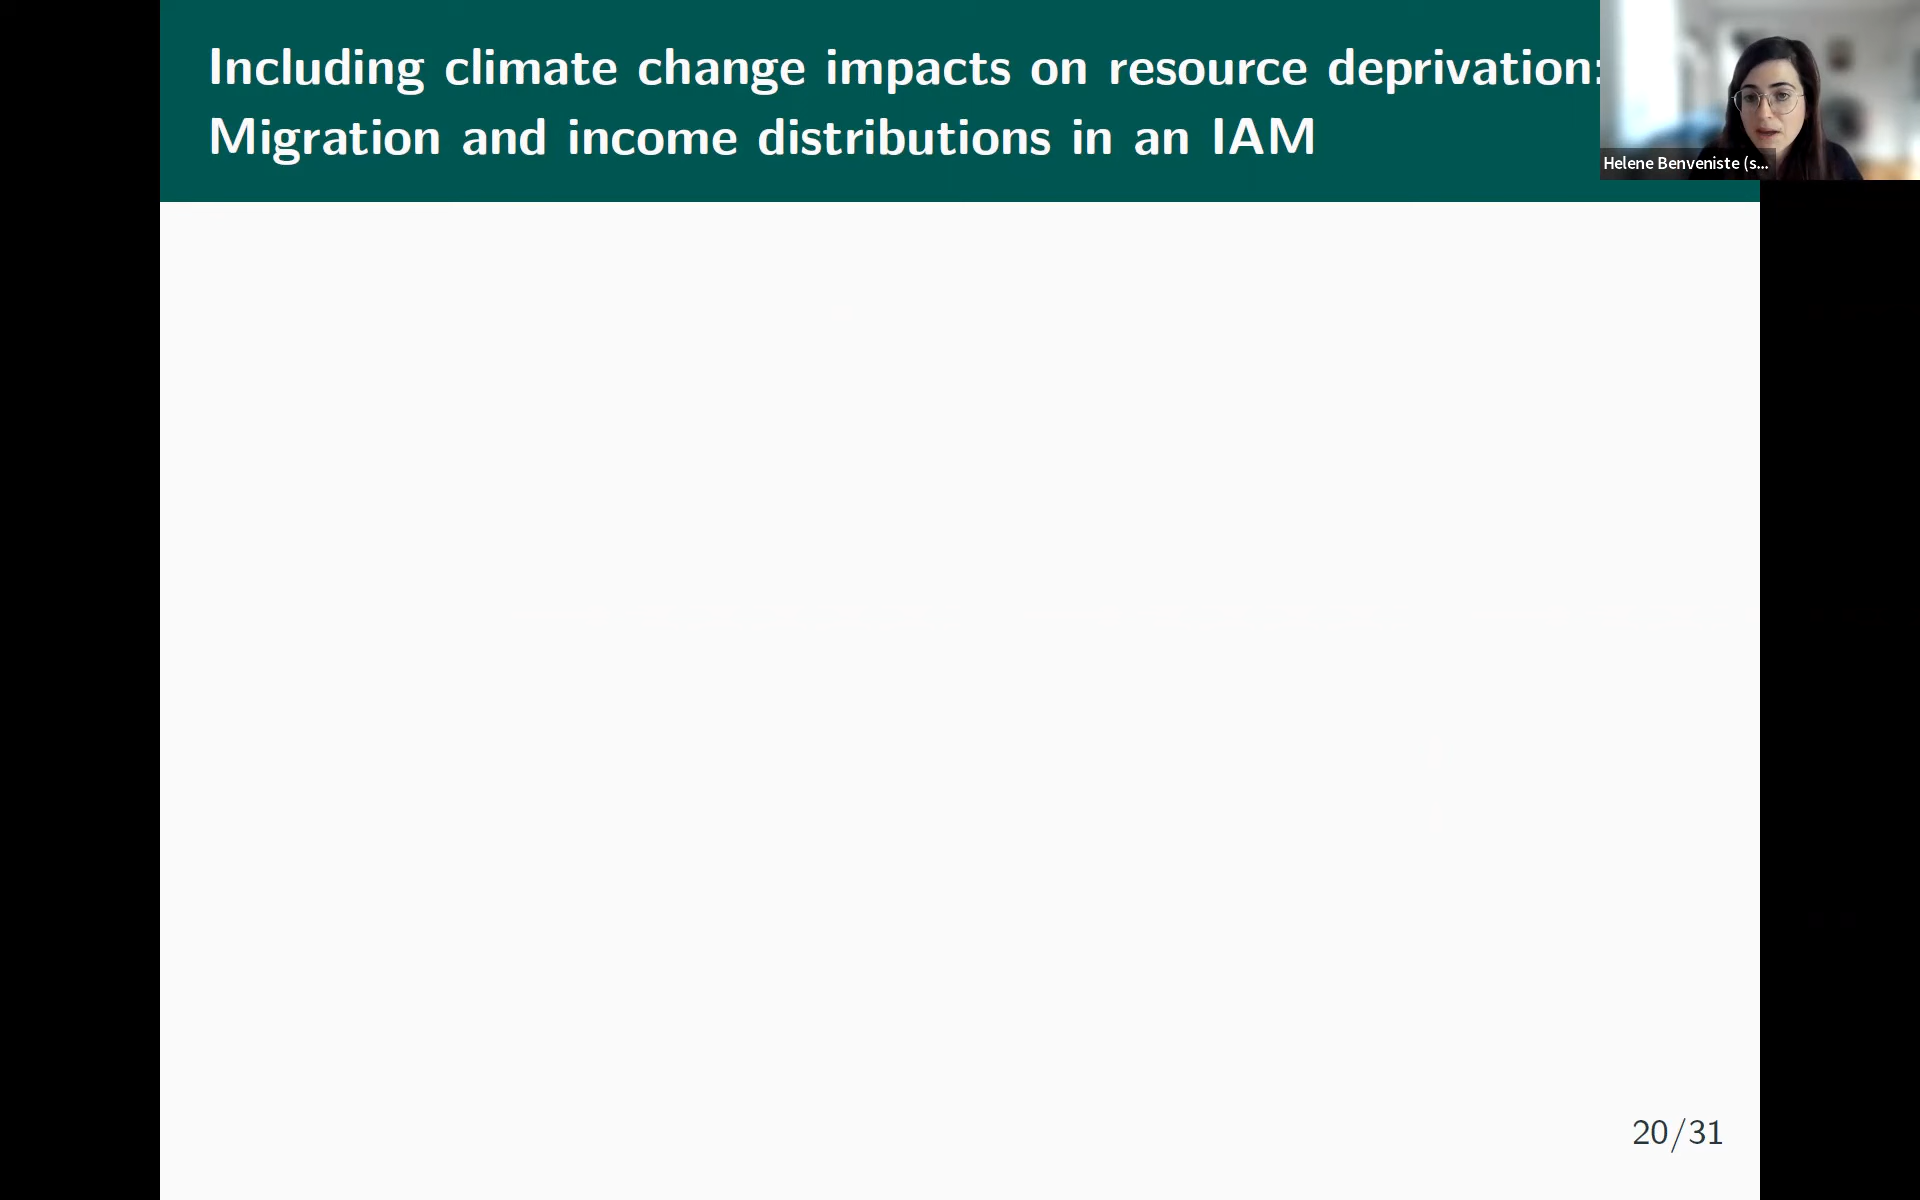 Including climate change impacts on resource deprivation:
Migration and income distributions in an IAM
Helene Benveniste (s...
20/31